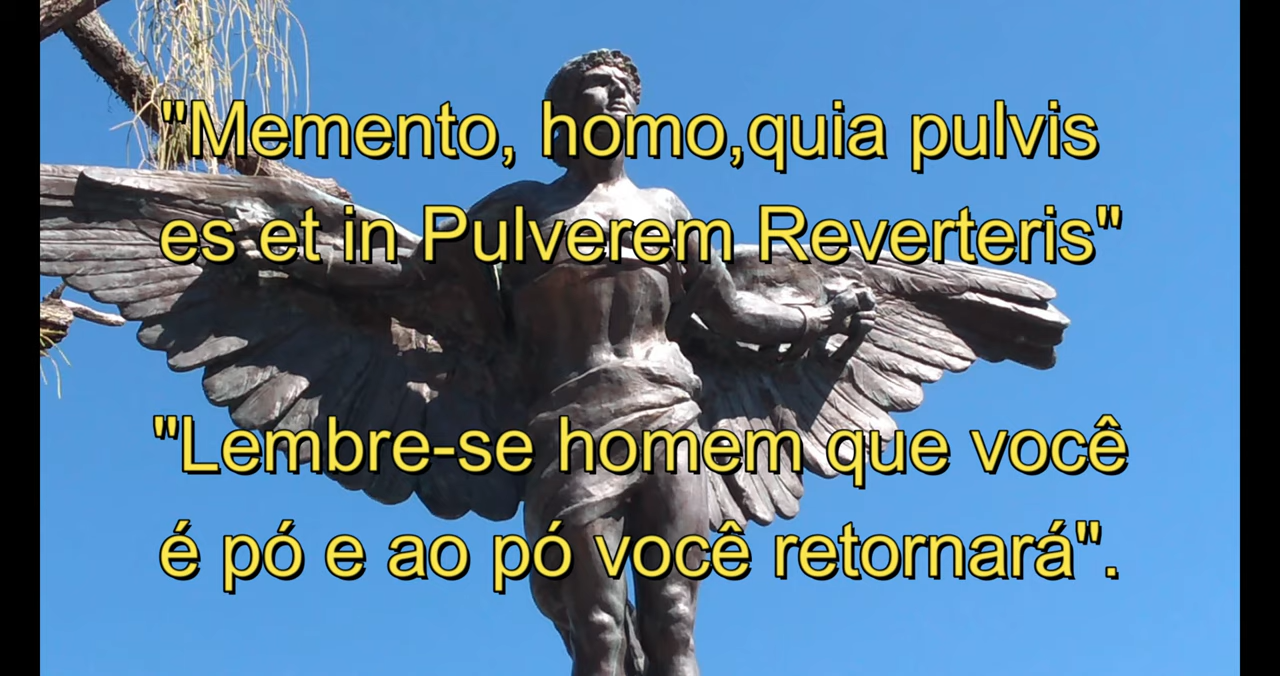 "Memento, homo,quia pulvis
es et in Pulverem Reverteris"
"Lembre-se homem que você
é pó e ao pó você retornará".